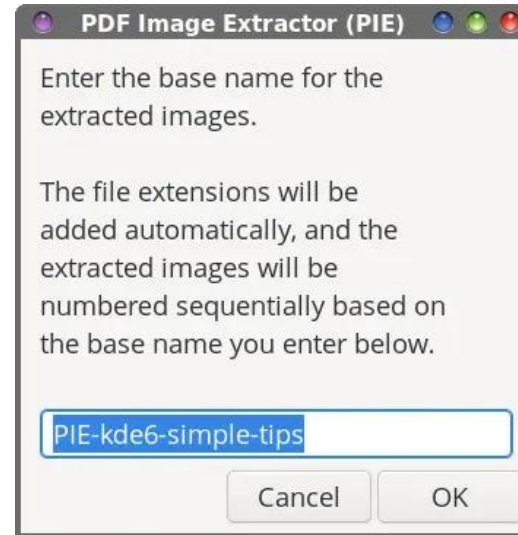 PDF Image Extractor (PIE)
Enter the base name for the
extracted images.
The file extensions will be
added automatically, and the
extracted images will be
numbered sequentially based on
the base name you enter below.
PIE-kde6-simple-tips
Cancel OK